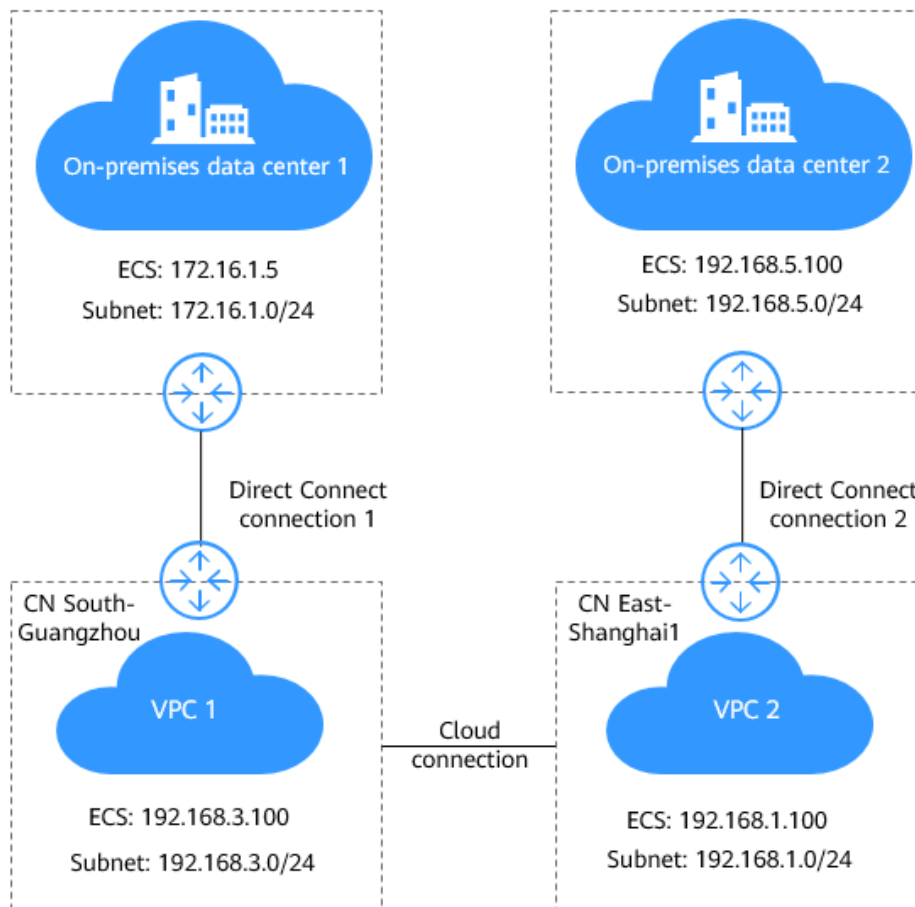 On-premises data center 1
ECS: 172.16.1.5
Subnet: 172.16.1.0/24
On-premises data center 2
ECS: 192.168.5.100
Subnet: 192.168.5.0/24
Direct Connect
connection 1
Direct Connect
connection 2
CN South-
Guangzhou
VPC 1
ECS: 192.168.3.100
Subnet: 192.168.3.0/24
Cloud
connection
CN East-
Shanghai1
VPC 2
ECS: 192.168.1.100
Subnet: 192.168.1.0/24